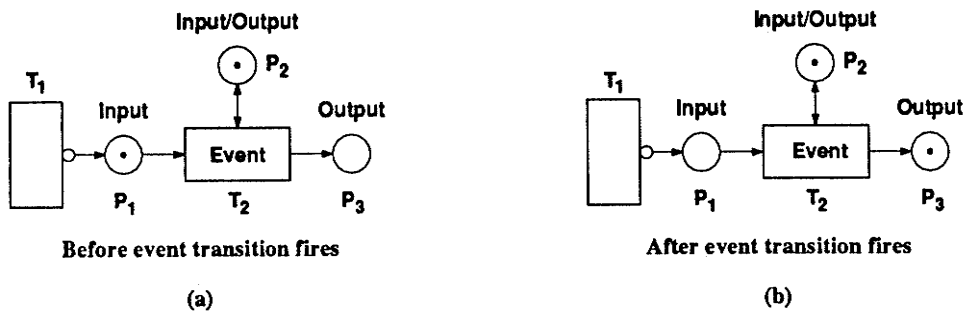 Input/Output
P2
T1
Input
Output
Event
P1
T2
P3
Before event transition fires
(a)
Input/Output
P2
T1
Input
Output
Event
P1
T2
P3
After event transition fires
(b)